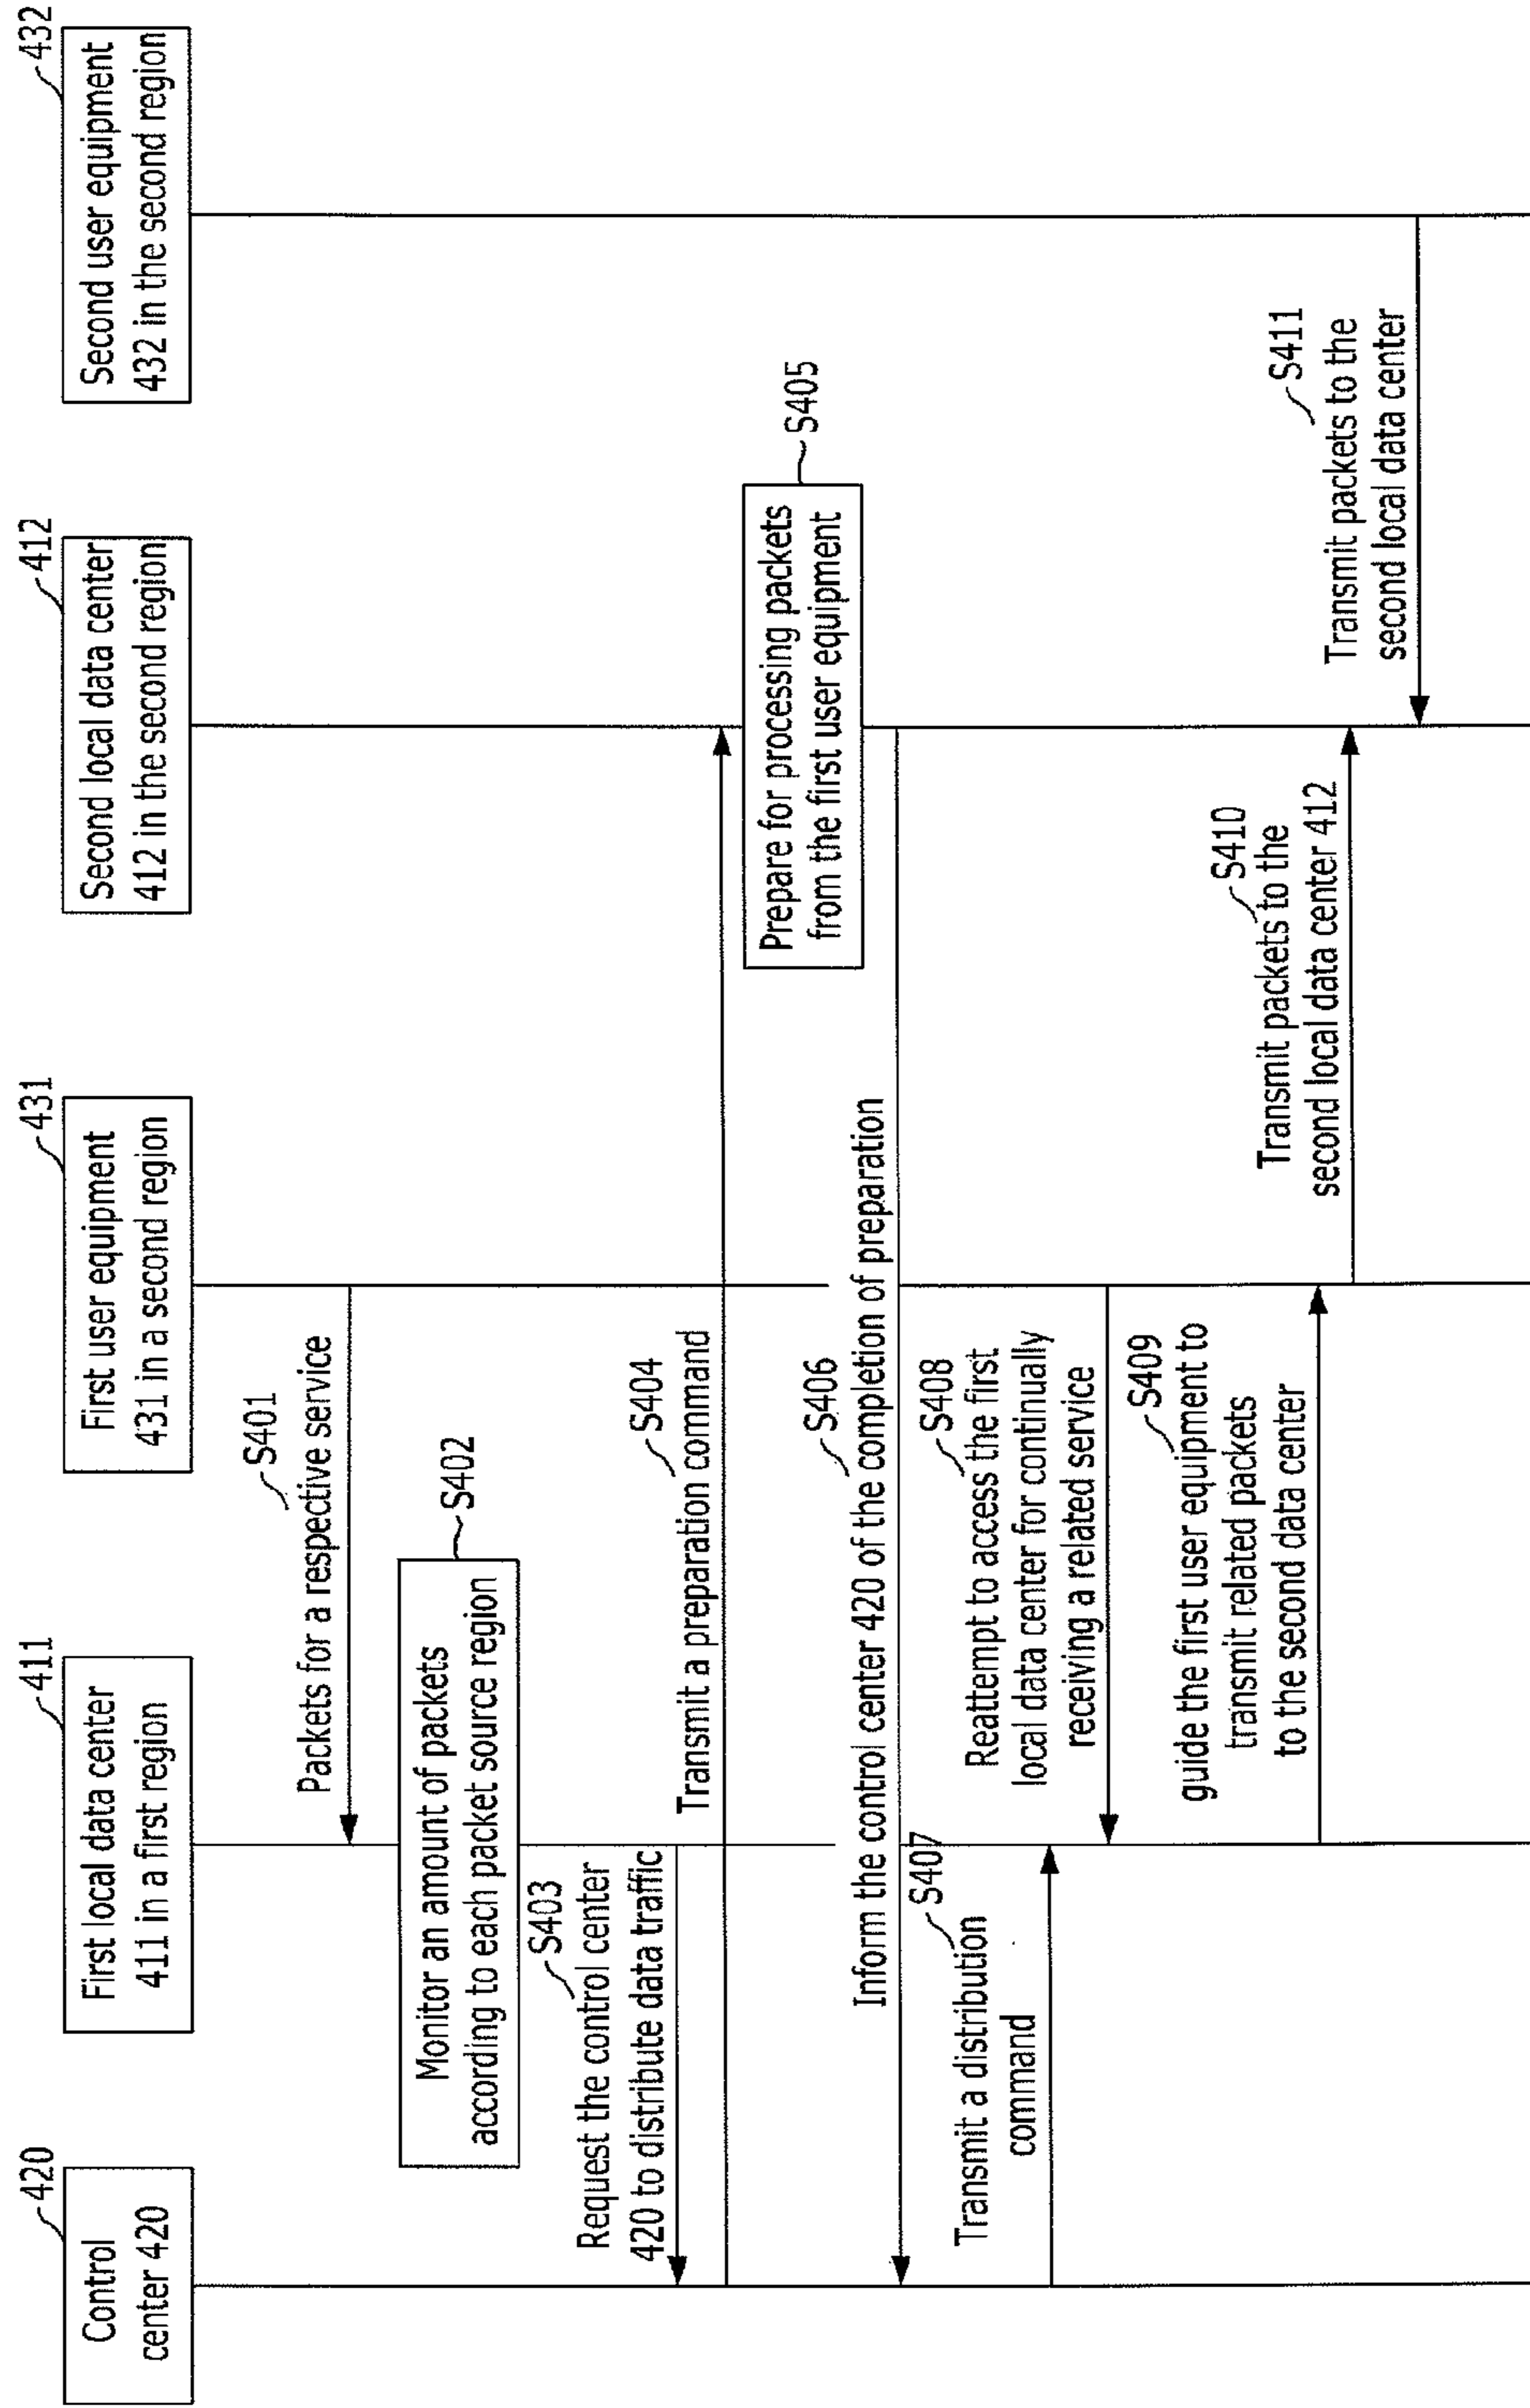 420
Control
center 420
411
First local data center
411 in a first region
431
First user equipment
431 in a second region
412
Second local data center
412 in the second region
432
Second user equipment
432 in the second region
S401
Packets for a respective service
S402
Monitor an amount of packets
according to each packet source region
S403
Request the control center
420 to distribute data traffic
S404
Transmit a preparation command
S405
Prepare for processing packets
from the first user equipment
S406
Inform the control center 420 of the completion of preparation
S407
Transmit a distribution
command
S408
Reattempt to access the first
local data center for continually
receiving a related service
S409
guide the first user equipment to
transmit related packets
to the second data center
S410
Transmit packets to the
second local data center 412
S411
Transmit packets to the
second local data center